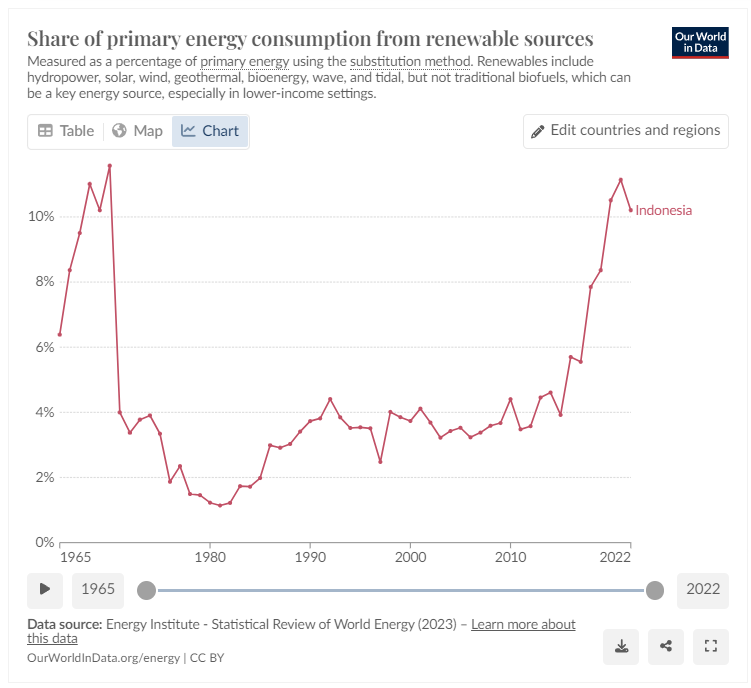 Share of primary energy consumption from renewable sources
Our World
in Data
Measured as a percentage of primary energy using the substitution method. Renewables include
hydropower, solar, wind, geothermal, bioenergy, wave, and tidal, but not traditional biofuels, which can
be a key energy source, especially in lower-income settings.
Table
Map
Chart
Edit countries and regions
10%
8%
6%
4%
2%
0%
Indonesia
1965
1980
1990
2000
2010
2022
1965
2022
Data source: Energy Institute - Statistical Review of World Energy (2023) – Learn more about
this data
OurWorldInData.org/energy | CC BY